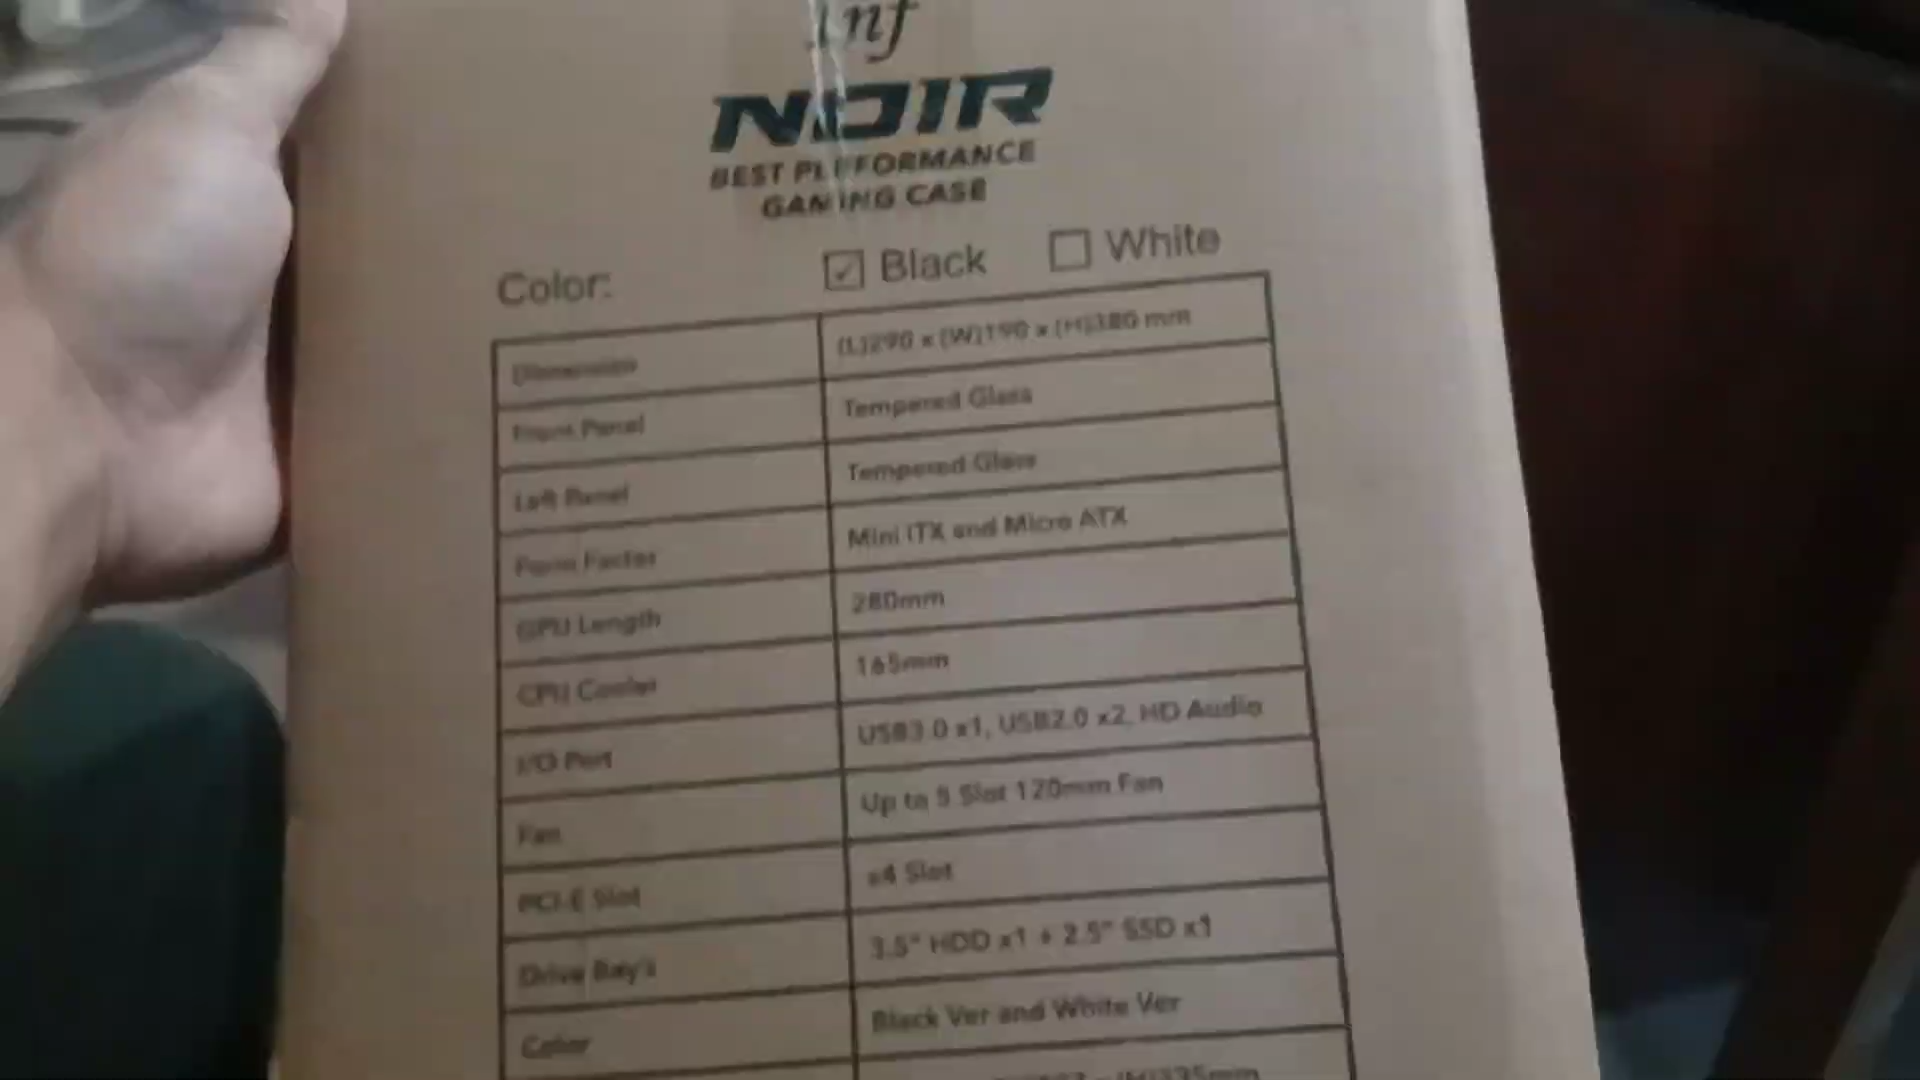 Inf
NOIR
BEST PERFORMANCE
GAMING CASE
Color: ☑ Black ☐ White
Dimension (L)290 x (W)190 x (H)380 mm
Front Panel Tempered Glass
Left Panel Tempered Glass
Form Factor Mini ITX and Micro ATX
GPU Length 280mm
CPU Cooler 165mm
I/O Port USB3.0 x1, USB2.0 x2, HD Audio
Fan Up to 5 Slot 120mm Fan
PCI-E Slot x4 Slot
Drive Bay's 3.5" HDD x1 + 2.5" SSD x1
Color Black Ver and White Ver